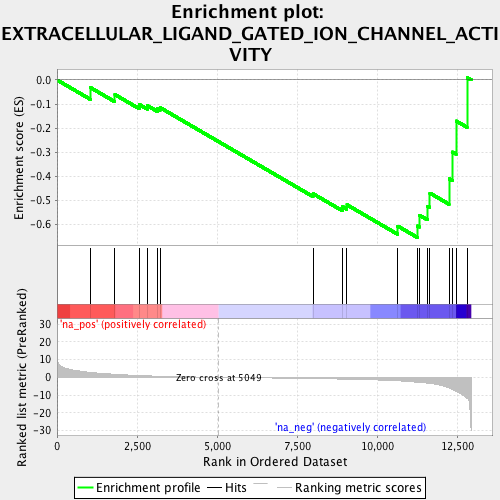 Enrichment plot:
EXTRACELLULAR_LIGAND_GATED_ION_CHANNEL_ACTI
VITY
Enrichment score (ES)
0.0
-0.1
-0.2
-0.3
-0.4
-0.5
-0.6
'na_pos' (positively correlated)
Ranked list metric (PreRanked)
30
20
10
0
-10
-20
-30
Zero cross at 5049
'na_neg' (negatively correlated)
0
2,500
5,000
7,500
10,000
12,500
Rank in Ordered Dataset
Enrichment profile
Hits
Ranking metric scores